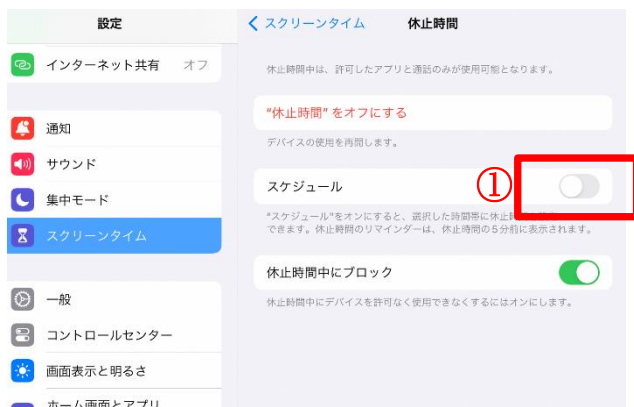 設定
インターネット共有 オフ
通知
サウンド
集中モード
スクリーンタイム
一般
コントロールセンター
画面表示と明るさ
ホーム画面とアプリ
スクリーンタイム 休止時間
休止時間中は、許可したアプリと通話のみが使用可能となります。
“休止時間” をオフにする
デバイスの使用を再開します。
スケジュール
①
“スケジュール”をオンにすると、選択した時間帯に休止時
できます。休止時間のリマインダーは、休止時間の5分前に表示されます。
休止時間中にブロック
休止時間中にデバイスを許可なく使用できなくするにはオンにします。